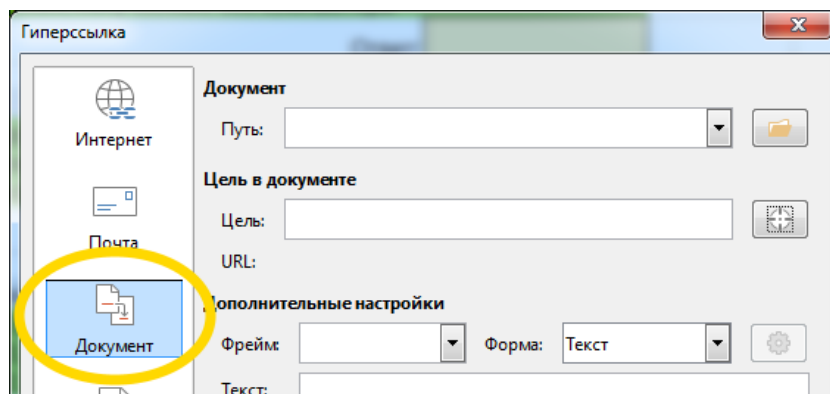 Гиперссылка
Интернет
Почта
Документ
Документ
Путь:
Цель в документе
Цель:
URL:
Дополнительные настройки
Фрейм:
Форма: Текст
Текст: